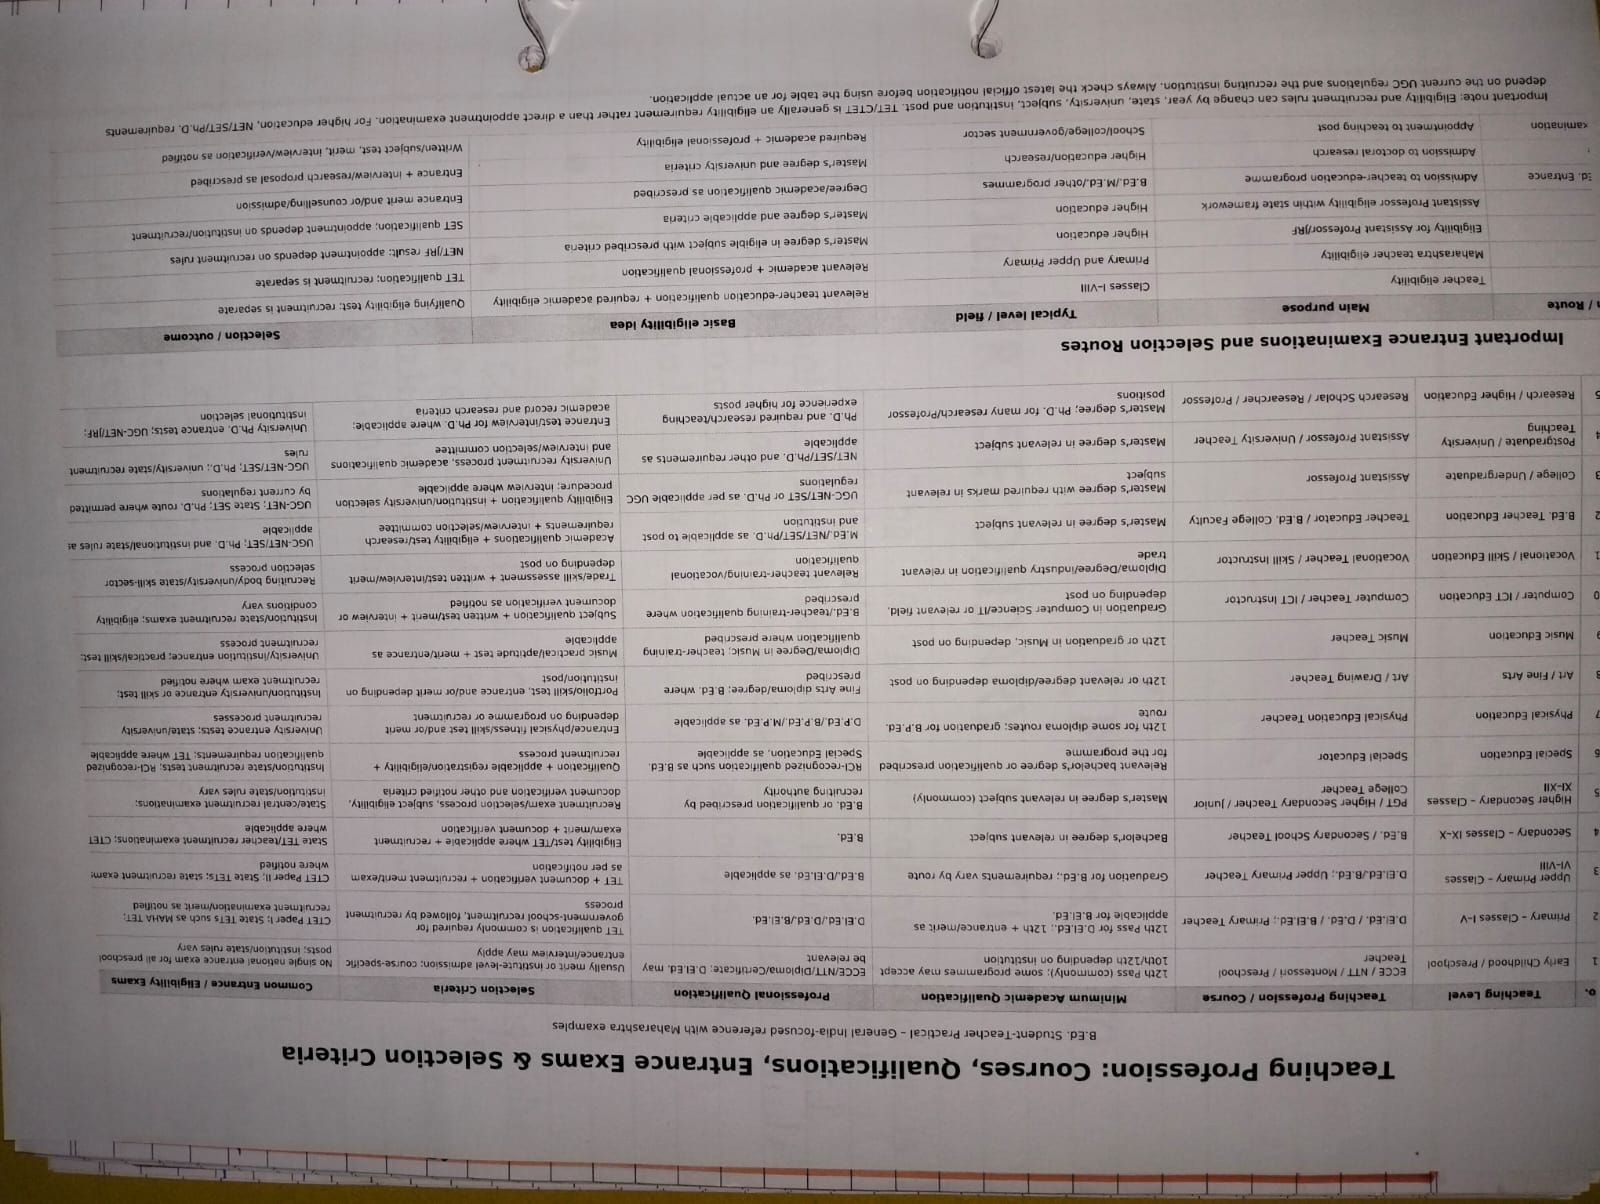 Teaching Profession: Courses, Qualifications, Entrance Exams & Selection Criteria
B.Ed. Student-Teacher Practical – General India-focused reference with Maharashtra examples
o. Teaching Level Teaching Profession / Course Minimum Academic Qualification Professional Qualification Selection Criteria Common Entrance / Eligibility Exams
1 Early Childhood / Preschool ECCE / NTT / Montessori / Preschool Teacher 12th Pass (commonly); some programmes may accept 10th/12th depending on institution ECCE/NTT/Diploma/Certificate; D.El.Ed. may be relevant Usually merit or institute-level admission; course-specific entrance/interview may apply No single national entrance exam for all preschool posts; institution/state rules vary
2 Primary – Classes I–V D.El.Ed. / D.Ed. / B.El.Ed.; Primary Teacher 12th Pass for D.El.Ed.; 12th + entrance/merit as applicable for B.El.Ed. D.El.Ed./D.Ed./B.El.Ed. TET qualification is commonly required for government-school recruitment, followed by recruitment process CTET Paper I; State TETs such as MAHA TET; recruitment examination/merit as notified
3 Upper Primary – Classes VI–VIII D.El.Ed/B.Ed.; Upper Primary Teacher Graduation for B.Ed.; requirements vary by route B.Ed/D.El.Ed. as applicable TET + document verification + recruitment merit/exam as per notification CTET Paper II; State TETs; state recruitment exam where notified
4 Secondary – Classes IX–X B.Ed. / Secondary School Teacher Bachelor's degree in relevant subject B.Ed. Eligibility test/TET where applicable + recruitment exam/merit + document verification State TET/teacher recruitment examinations; CTET where applicable
5 Higher Secondary – Classes XI–XII PGT / Higher Secondary Teacher / Junior College Teacher Master's degree in relevant subject (commonly) B.Ed. or qualification prescribed by recruiting authority Recruitment exam/selection process, subject eligibility, document verification and other notified criteria State/central recruitment examinations; institution/state rules vary
6 Special Education Special Educator Relevant bachelor's degree or qualification prescribed for the programme RCI-recognized qualification such as B.Ed. Special Education, as applicable Qualification + applicable registration/eligibility + recruitment process Institution/state recruitment tests; RCI-recognized qualification requirements; TET where applicable
7 Physical Education Physical Education Teacher 12th for some diploma routes; graduation for B.P.Ed. route D.P.Ed./B.P.Ed./M.P.Ed. as applicable Entrance/physical fitness/skill test and/or merit depending on programme or recruitment University entrance tests; state/university recruitment processes
8 Art / Fine Arts Art / Drawing Teacher 12th or relevant degree/diploma depending on post Fine Arts diploma/degree; B.Ed. where prescribed Portfolio/skill test, entrance and/or merit depending on institution/post Institution/university entrance or skill test; recruitment exam where notified
9 Music Education Music Teacher 12th or graduation in Music, depending on post Diploma/Degree in Music; teacher-training qualification where prescribed Music practical/aptitude test + merit/entrance as applicable University/institution entrance; practical/skill test; recruitment process
0 Computer / ICT Education Computer Teacher / ICT Instructor Graduation in Computer Science/IT or relevant field, depending on post B.Ed./teacher-training qualification where prescribed Subject qualification + written test/merit + interview or document verification as notified Institution/state recruitment exams; eligibility conditions vary
1 Vocational / Skill Education Vocational Teacher / Skill Instructor Diploma/Degree/industry qualification in relevant trade Relevant teacher-training/vocational qualification Trade/skill assessment + written test/interview/merit depending on post Recruiting body/university/state skill-sector selection process
2 B.Ed. Teacher Education Teacher Educator / B.Ed. College Faculty Master's degree in relevant subject M.Ed./NET/SET/Ph.D. as applicable to post and institution Academic qualifications + eligibility test/research requirements + interview/selection committee UGC-NET/SET; Ph.D. and institutional/state rules as applicable
3 College / Undergraduate Assistant Professor Master's degree with required marks in relevant subject UGC-NET/SET or Ph.D. as per applicable UGC regulations Eligibility qualification + institution/university selection procedure; interview where applicable UGC-NET; State SET; Ph.D. route where permitted by current regulations
4 Postgraduate / University Teaching Assistant Professor / University Teacher Master's degree in relevant subject NET/SET/Ph.D. and other requirements as applicable University recruitment process, academic qualifications and interview/selection committee UGC-NET/SET; Ph.D.; university/state recruitment rules
5 Research / Higher Education Research Scholar / Researcher / Professor Master's degree; Ph.D. for many research/Professor positions Ph.D. and required research/teaching experience for higher posts Entrance test/interview for Ph.D. where applicable; academic record and research criteria University Ph.D. entrance tests; UGC-NET/JRF; institutional selection
Important Entrance Examinations and Selection Routes
/ Route Main purpose Typical level / field Basic eligibility idea Selection / outcome
Teacher eligibility Classes I–VIII Relevant teacher-education qualification + required academic eligibility Qualifying eligibility test; recruitment is separate
Maharashtra teacher eligibility Primary and Upper Primary Relevant academic + professional qualification TET qualification; recruitment is separate
Eligibility for Assistant Professor/JRF Higher education Master's degree in eligible subject with prescribed criteria NET/JRF result; appointment depends on recruitment rules
Assistant Professor eligibility within state framework Higher education Master's degree and applicable criteria SET qualification; appointment depends on institution/recruitment
Ed. Entrance Admission to teacher-education programme B.Ed./M.Ed./other programmes Degree/academic qualification as prescribed Entrance merit and/or counselling/admission
Admission to doctoral research Higher education/research Master's degree and university criteria Entrance + interview/research proposal as prescribed
xamination Appointment to teaching post School/college/government sector Required academic + professional eligibility Written/subject test, merit, interview/verification as notified
Important note: Eligibility and recruitment rules can change by year, state, university, subject, institution and post. TET/CTET is generally an eligibility requirement rather than a direct appointment examination. For higher education, NET/SET/Ph.D. requirements
depend on the current UGC regulations and the recruiting institution. Always check the latest official notification before using the table for an actual application.